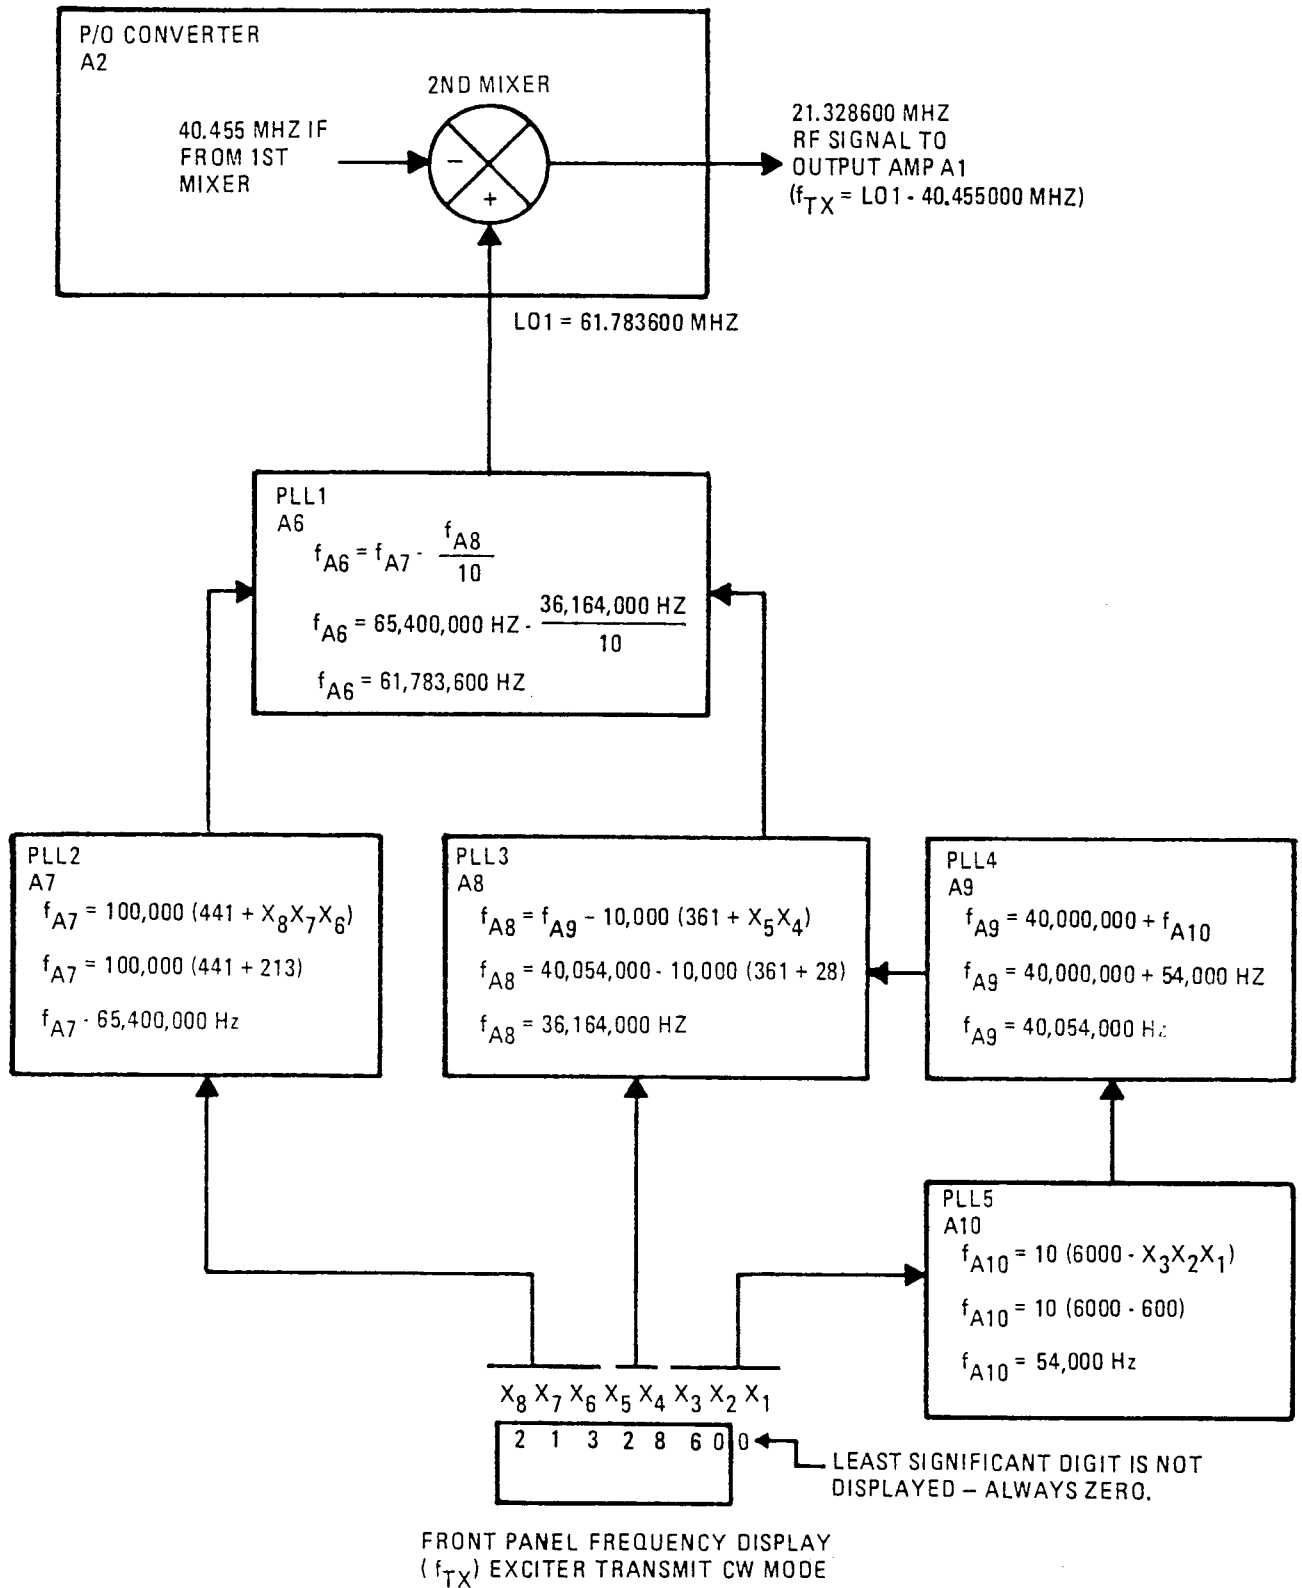 P/O CONVERTER
A2
2ND MIXER
40.455 MHZ IF
FROM 1ST
MIXER
−
+
21.328600 MHZ
RF SIGNAL TO
OUTPUT AMP A1
(fTX = LO1 - 40.455000 MHZ)
LO1 = 61.783600 MHZ
PLL1
A6
fA6 = fA7 - fA8/10
fA6 = 65,400,000 HZ - 36,164,000 HZ/10
fA6 = 61,783,600 HZ
PLL2
A7
fA7 = 100,000 (441 + X8X7X6)
fA7 = 100,000 (441 + 213)
fA7 - 65,400,000 Hz
PLL3
A8
fA8 = fA9 − 10,000 (361 + X5X4)
fA8 = 40,054,000 - 10,000 (361 + 28)
fA8 = 36,164,000 HZ
PLL4
A9
fA9 = 40,000,000 + fA10
fA9 = 40,000,000 + 54,000 HZ
fA9 = 40,054,000 Hz
PLL5
A10
fA10 = 10 (6000 - X3X2X1)
fA10 = 10 (6000 - 600)
fA10 = 54,000 Hz
X8 X7 X6 X5 X4 X3 X2 X1
2 1 3 2 8 6 0 0
LEAST SIGNIFICANT DIGIT IS NOT
DISPLAYED − ALWAYS ZERO.
FRONT PANEL FREQUENCY DISPLAY
(fTX) EXCITER TRANSMIT CW MODE